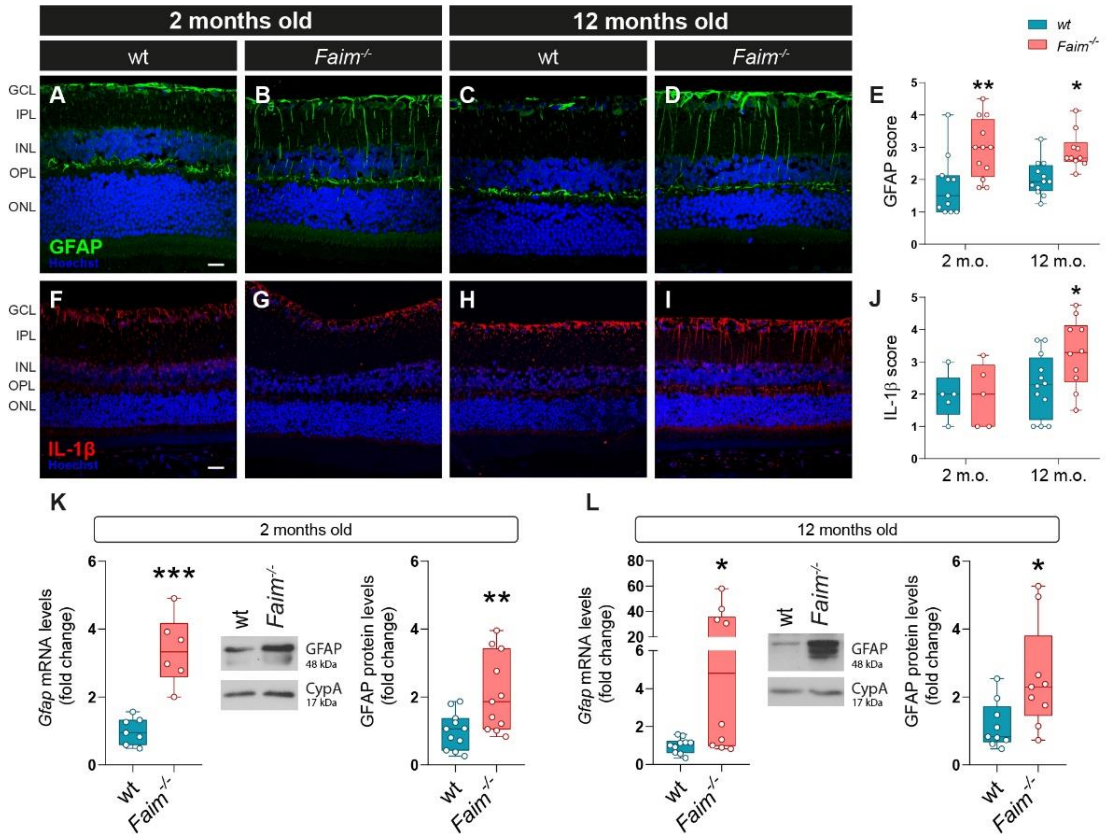 2 months old
12 months old
wt
Faim-/-
wt
Faim-/-
wt
Faim-/-
A
B
C
D
GCL
IPL
INL
OPL
ONL
GFAP
Hoechst
E
GFAP score
5
4
3
2
1
0
**
*
2 m.o.
12 m.o.
F
G
H
I
GCL
IPL
INL
OPL
ONL
IL-1β
Hoechst
J
IL-1β score
5
4
3
2
1
0
*
2 m.o.
12 m.o.
K
2 months old
Gfap mRNA levels
(fold change)
6
4
2
0
***
wt
Faim-/-
wt
Faim-/-
GFAP
48 kDa
CypA
17 kDa
GFAP protein levels
(fold change)
6
4
2
0
**
wt
Faim-/-
L
12 months old
Gfap mRNA levels
(fold change)
80
60
40
20
6
4
2
0
*
wt
Faim-/-
wt
Faim-/-
GFAP
48 kDa
CypA
17 kDa
GFAP protein levels
(fold change)
6
4
2
0
*
wt
Faim-/-